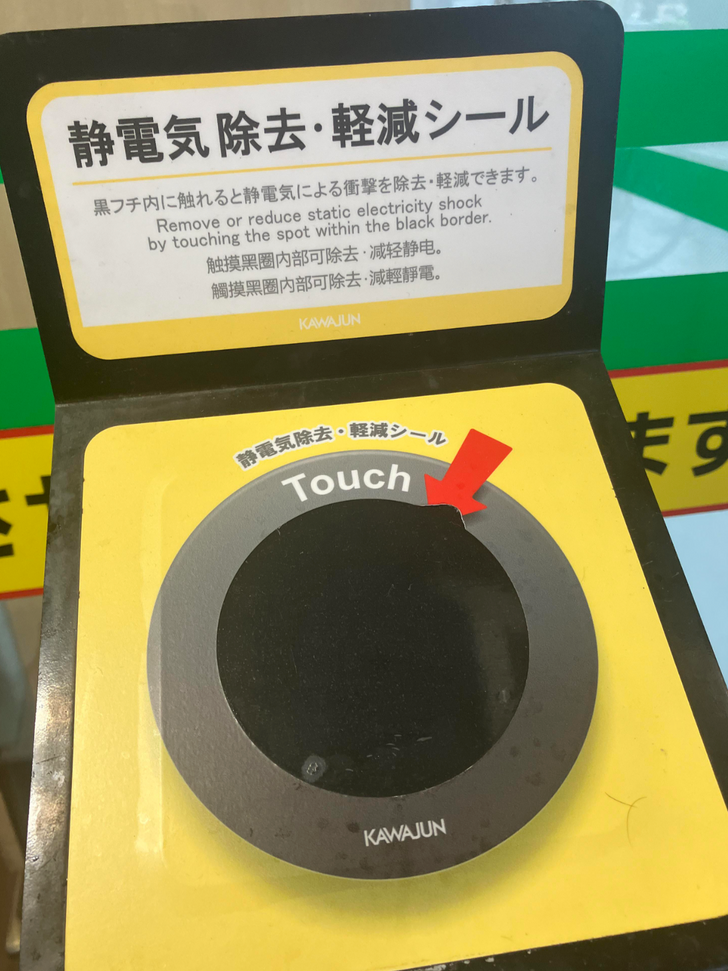 静電気除去・軽減シール
黒フチ内に触れると静電気による衝撃を除去・軽減できます。
Remove or reduce static electricity shock
by touching the spot within the black border.
触摸黑圈内部可除去・减轻静电。
觸摸黑圈內部可除去・減輕靜電。
KAWAJUN
静電気除去・軽減シール
Touch
KAWAJUN
ます